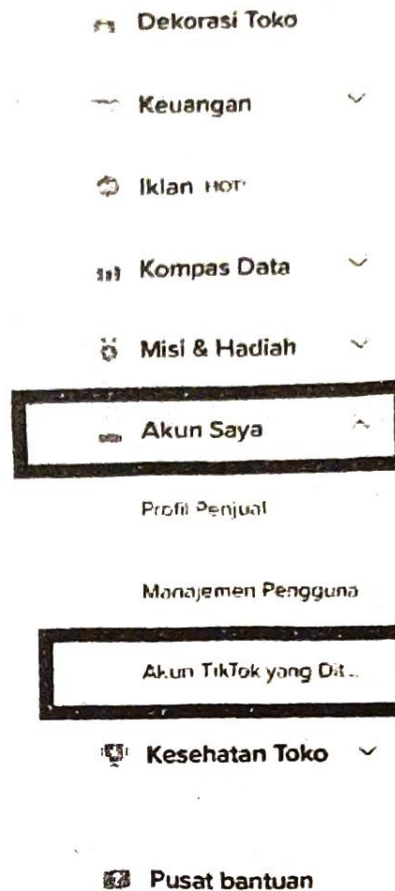 Dekorasi Toko
Keuangan
Iklan HOT
Kompas Data
Misi & Hadiah
Akun Saya
Profil Penjual
Manajemen Pengguna
Akun TikTok yang Dit...
Kesehatan Toko
Pusat bantuan